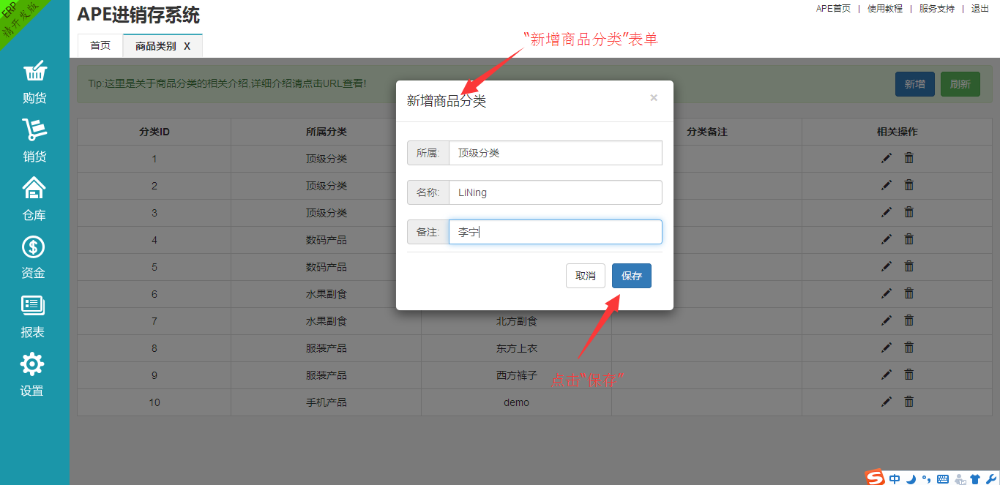 ERP
精开发版
APE进销存系统
APE首页 | 使用教程 | 服务支持 | 退出
首页
商品类别 X
“新增商品分类”表单
购货
销货
仓库
资金
报表
设置
Tip:这里是关于商品分类的相关介绍,详细介绍请点击URL查看!
新增 刷新
新增商品分类 ×
所属: 顶级分类
名称: LiNing
备注: 李宁
取消 保存
点击“保存”
分类ID 所属分类 分类备注 相关操作
1 顶级分类
2 顶级分类
3 顶级分类
4 数码产品
5 数码产品
6 水果副食
7 水果副食 北方副食
8 服装产品 东方上衣
9 服装产品 西方裤子
10 手机产品 demo
S 中